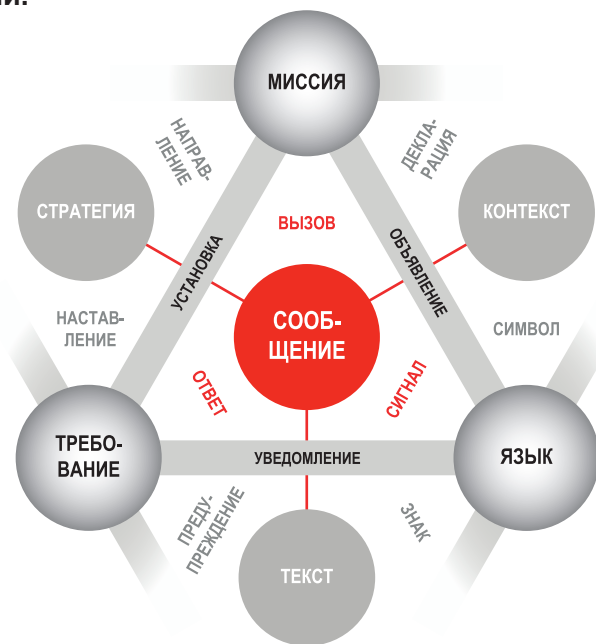 МИССИЯ
НАПРАВ-
ЛЕНИЕ
ДЕКЛА-
РАЦИЯ
СТРАТЕГИЯ
КОНТЕКСТ
ВЫЗОВ
УСТАНОВКА
ОБЪЯВЛЕНИЕ
СООБ-
ЩЕНИЕ
НАСТАВ-
ЛЕНИЕ
СИМВОЛ
ОТВЕТ
СИГНАЛ
ТРЕБО-
ВАНИЕ
УВЕДОМЛЕНИЕ
ЯЗЫК
ПРЕДУ-
ПРЕЖДЕНИЕ
ЗНАК
ТЕКСТ